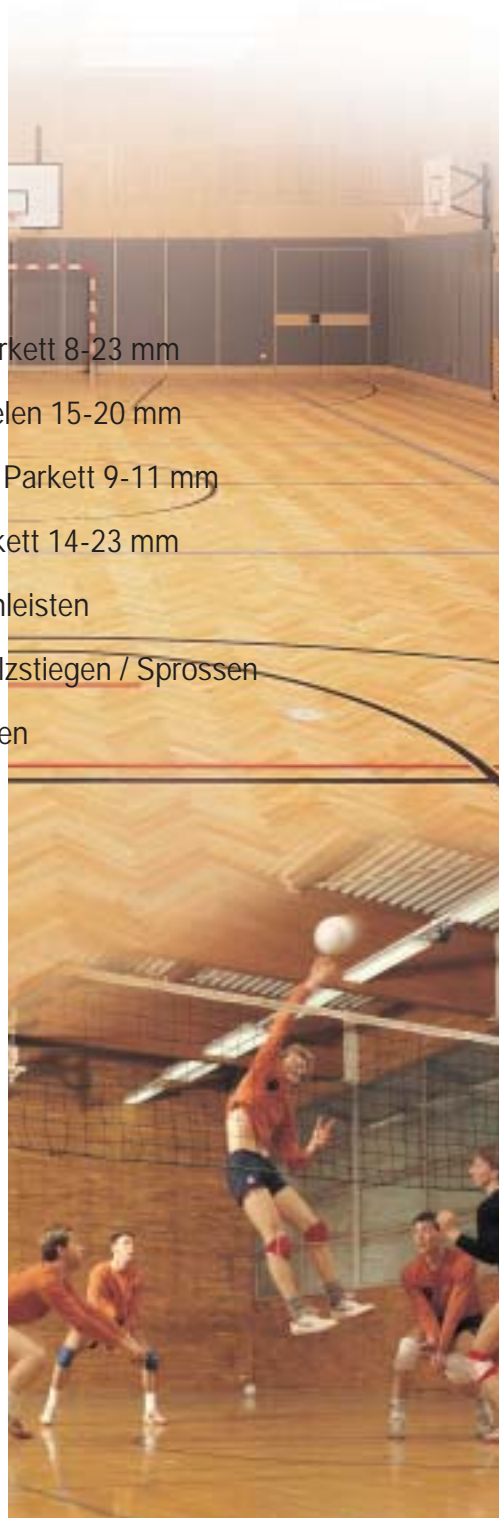 rkett 8-23 mm
elen 15-20 mm
Parkett 9-11 mm
kett 14-23 mm
nleisten
lzstiegen / Sprossen
en